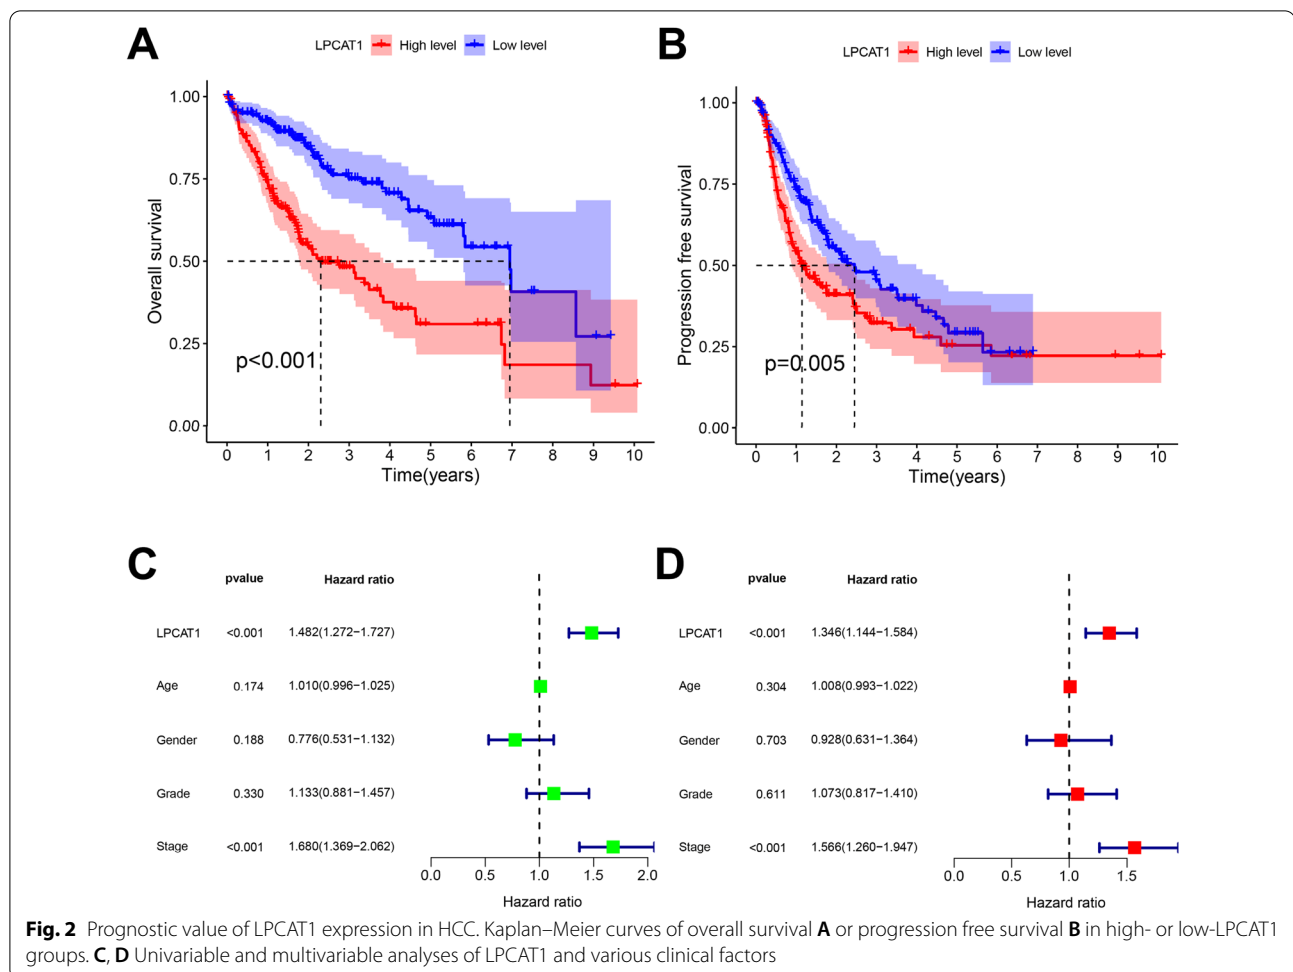 A
LPCAT1 High level Low level
Overall survival
1.00
0.75
0.50
0.25
0.00
p<0.001
0 1 2 3 4 5 6 7 8 9 10
Time(years)
B
LPCAT1 High level Low level
Progression free survival
1.00
0.75
0.50
0.25
0.00
p=0.005
0 1 2 3 4 5 6 7 8 9 10
Time(years)
C
pvalue Hazard ratio
LPCAT1 <0.001 1.482(1.272−1.727)
Age 0.174 1.010(0.996−1.025)
Gender 0.188 0.776(0.531−1.132)
Grade 0.330 1.133(0.881−1.457)
Stage <0.001 1.680(1.369−2.062)
0.0 0.5 1.0 1.5 2.0
Hazard ratio
D
pvalue Hazard ratio
LPCAT1 <0.001 1.346(1.144−1.584)
Age 0.304 1.008(0.993−1.022)
Gender 0.703 0.928(0.631−1.364)
Grade 0.611 1.073(0.817−1.410)
Stage <0.001 1.566(1.260−1.947)
0.0 0.5 1.0 1.5
Hazard ratio
Fig. 2 Prognostic value of LPCAT1 expression in HCC. Kaplan–Meier curves of overall survival A or progression free survival B in high- or low-LPCAT1
groups. C, D Univariable and multivariable analyses of LPCAT1 and various clinical factors